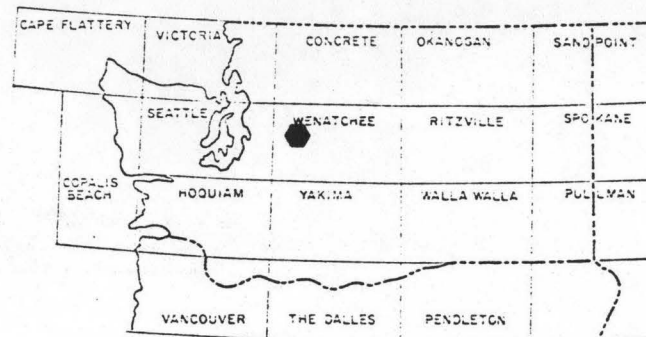 CAPE FLATTERY
VICTORIA
CONCRETE
OKANOGAN
SANDPOINT
SEATTLE
WENATCHEE
RITZVILLE
SPOKANE
COPALIS
BEACH
HOQUIAM
YAKIMA
WALLA WALLA
PULLMAN
VANCOUVER
THE DALLES
PENDLETON